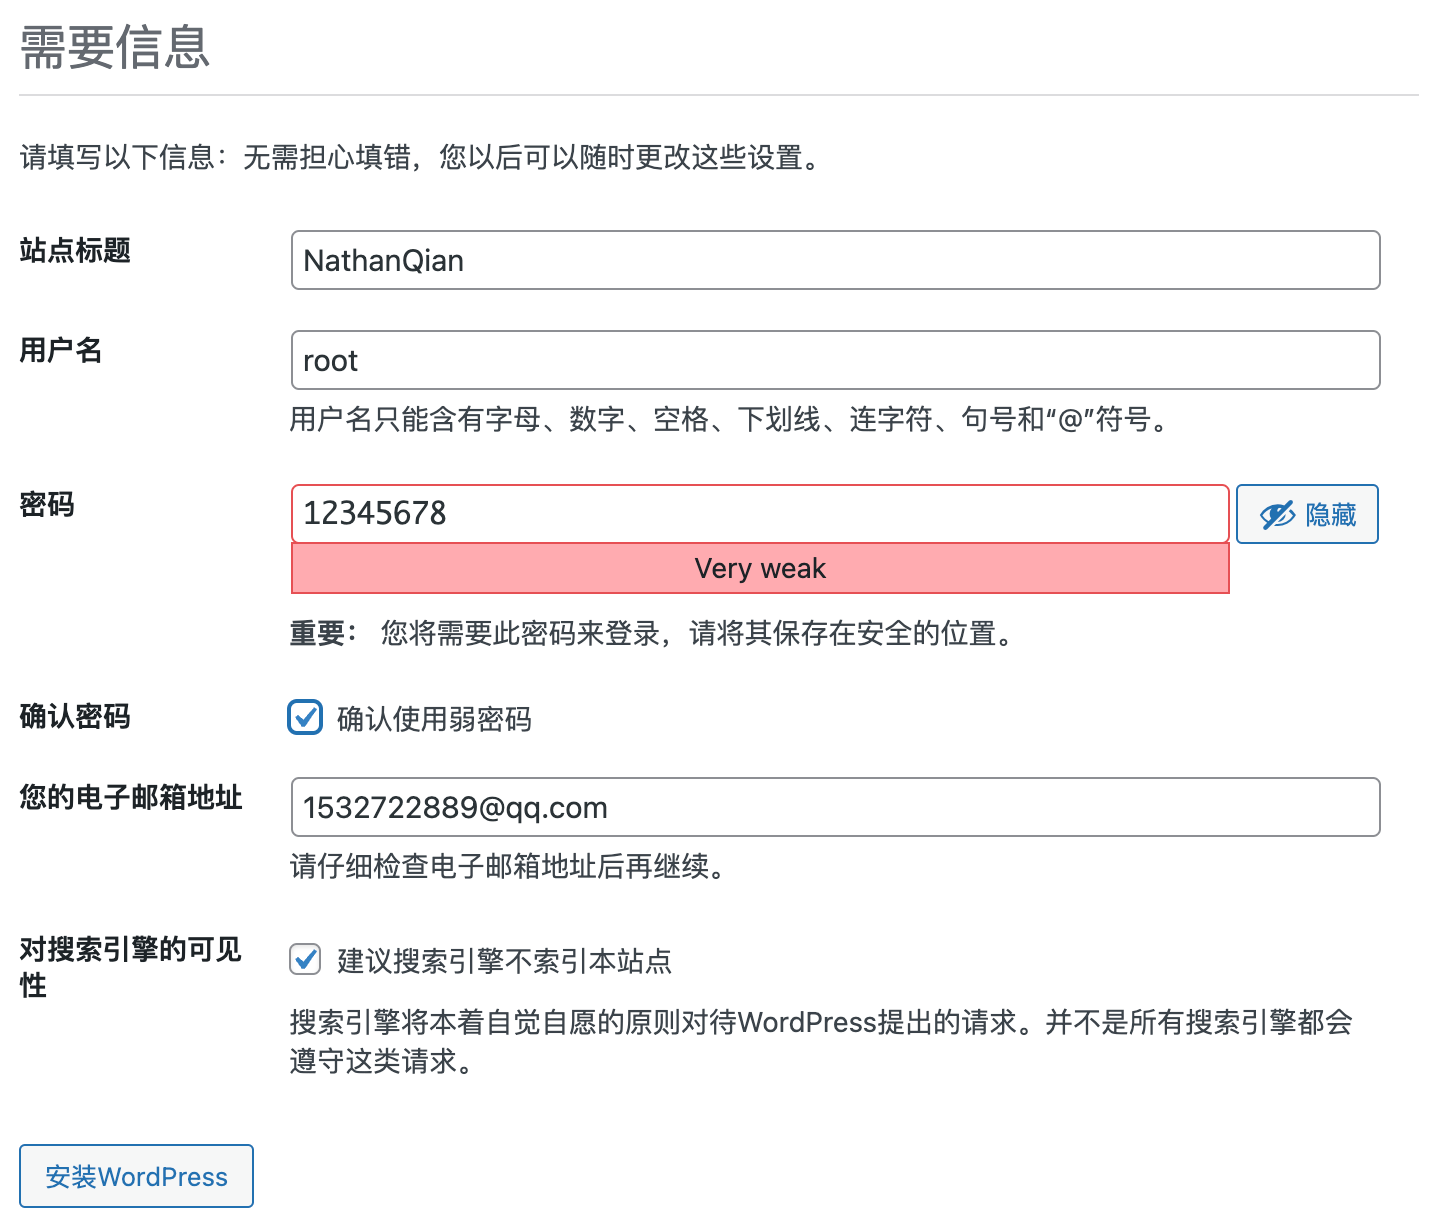 需要信息
请填写以下信息：无需担心填错，您以后可以随时更改这些设置。
站点标题
NathanQian
用户名
root
用户名只能含有字母、数字、空格、下划线、连字符、句号和“@”符号。
密码
12345678
隐藏
Very weak
重要： 您将需要此密码来登录，请将其保存在安全的位置。
确认密码
确认使用弱密码
您的电子邮箱地址
1532722889@qq.com
请仔细检查电子邮箱地址后再继续。
对搜索引擎的可见
性
建议搜索引擎不索引本站点
搜索引擎将本着自觉自愿的原则对待WordPress提出的请求。并不是所有搜索引擎都会
遵守这类请求。
安装WordPress